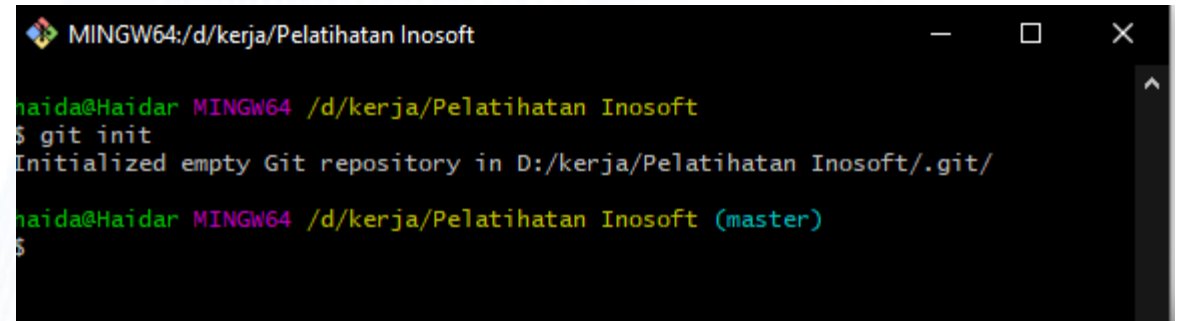 MINGW64:/d/kerja/Pelatihatan Inosoft
haida@Haidar MINGW64 /d/kerja/Pelatihatan Inosoft
$ git init
Initialized empty Git repository in D:/kerja/Pelatihatan Inosoft/.git/
haida@Haidar MINGW64 /d/kerja/Pelatihatan Inosoft (master)
$